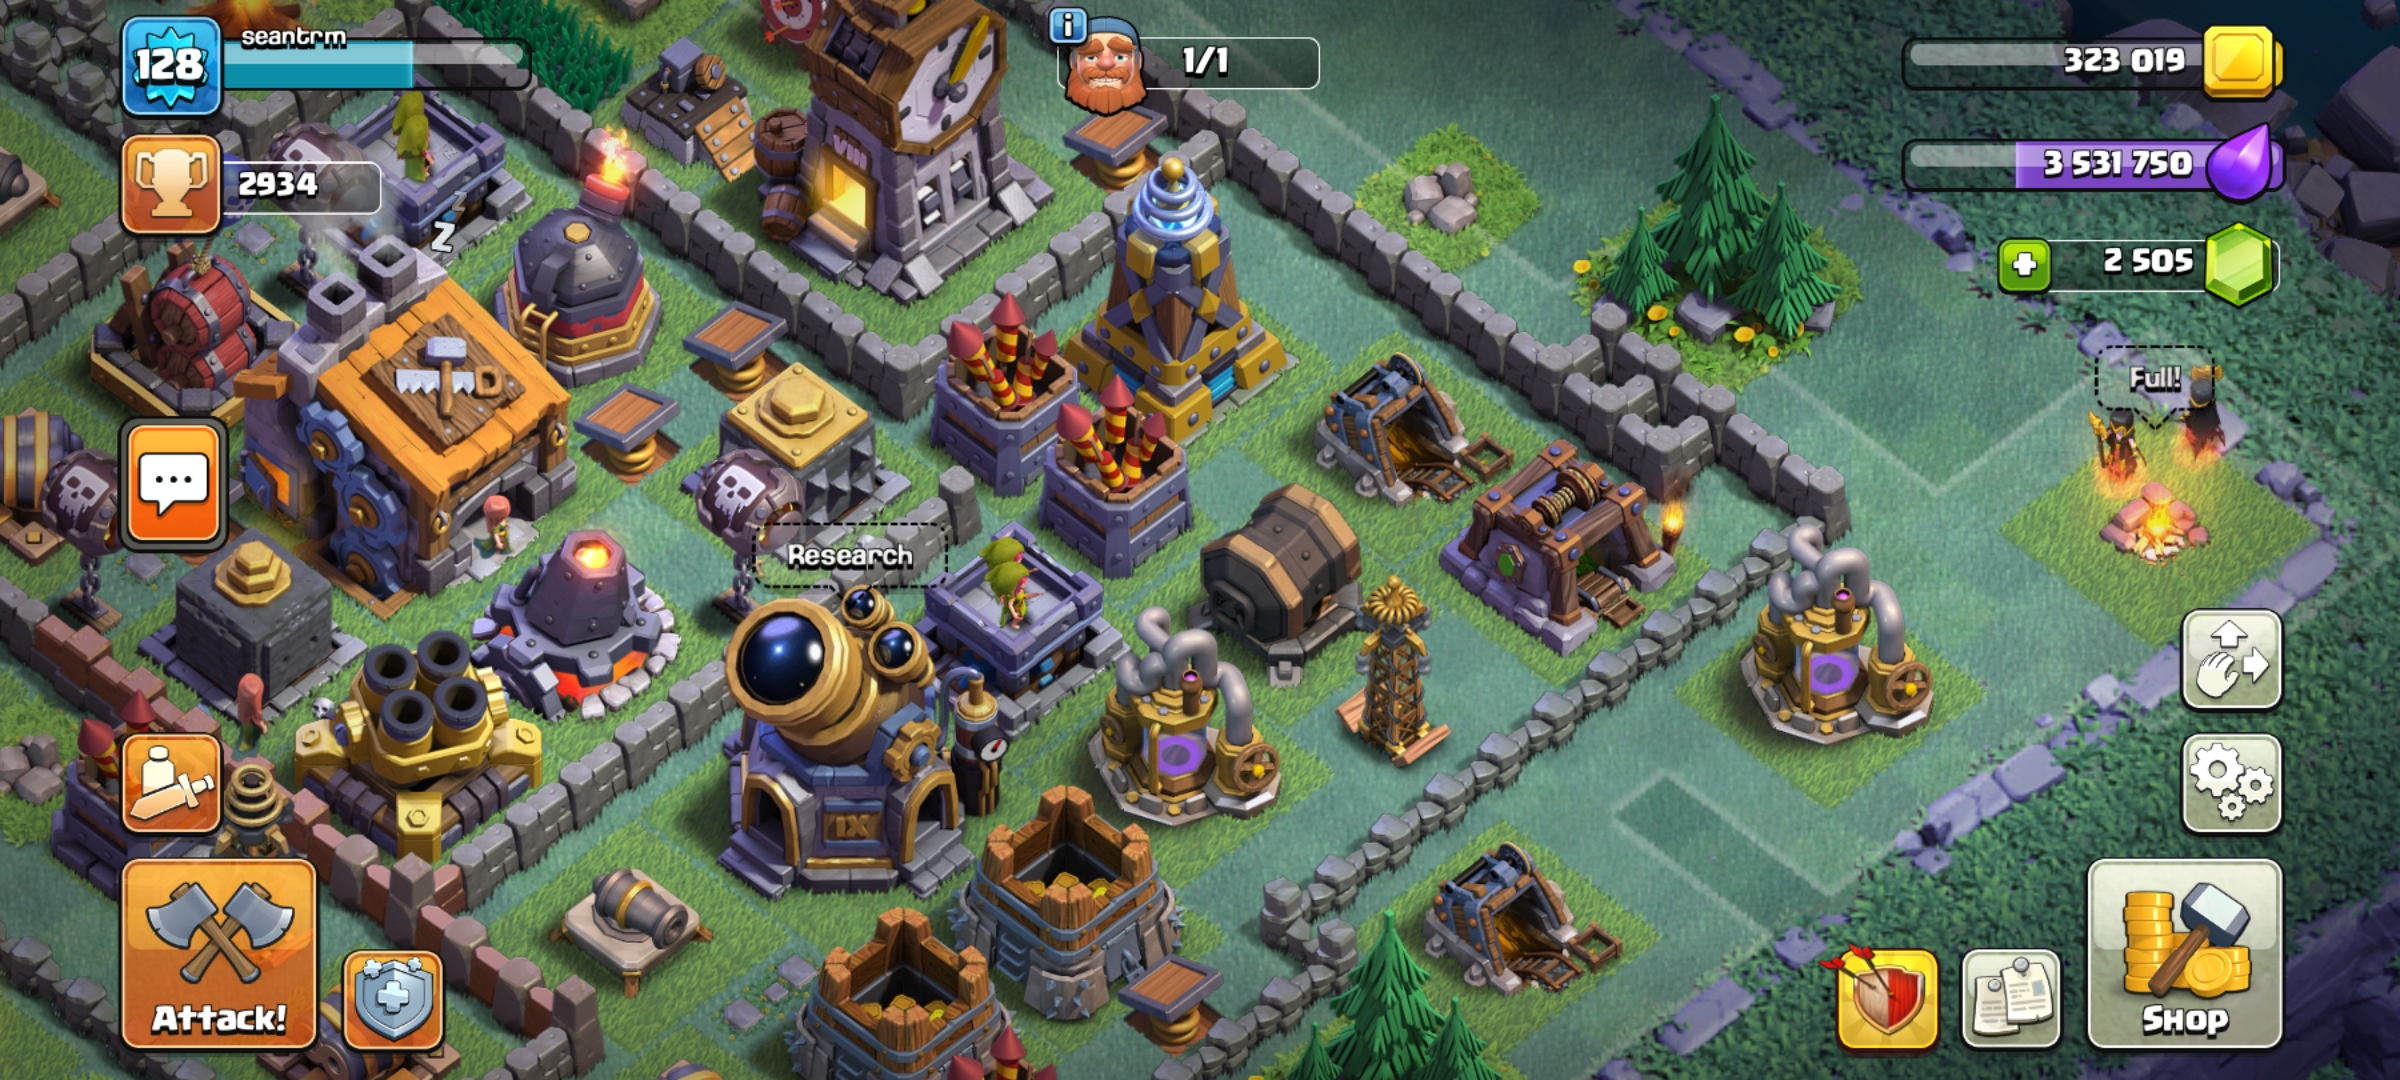 128
seantrm
1/1
323 019
2934
3 531 750
2 505
VIII
z
Z
Full!
Research
IX
Attack!
SHOP